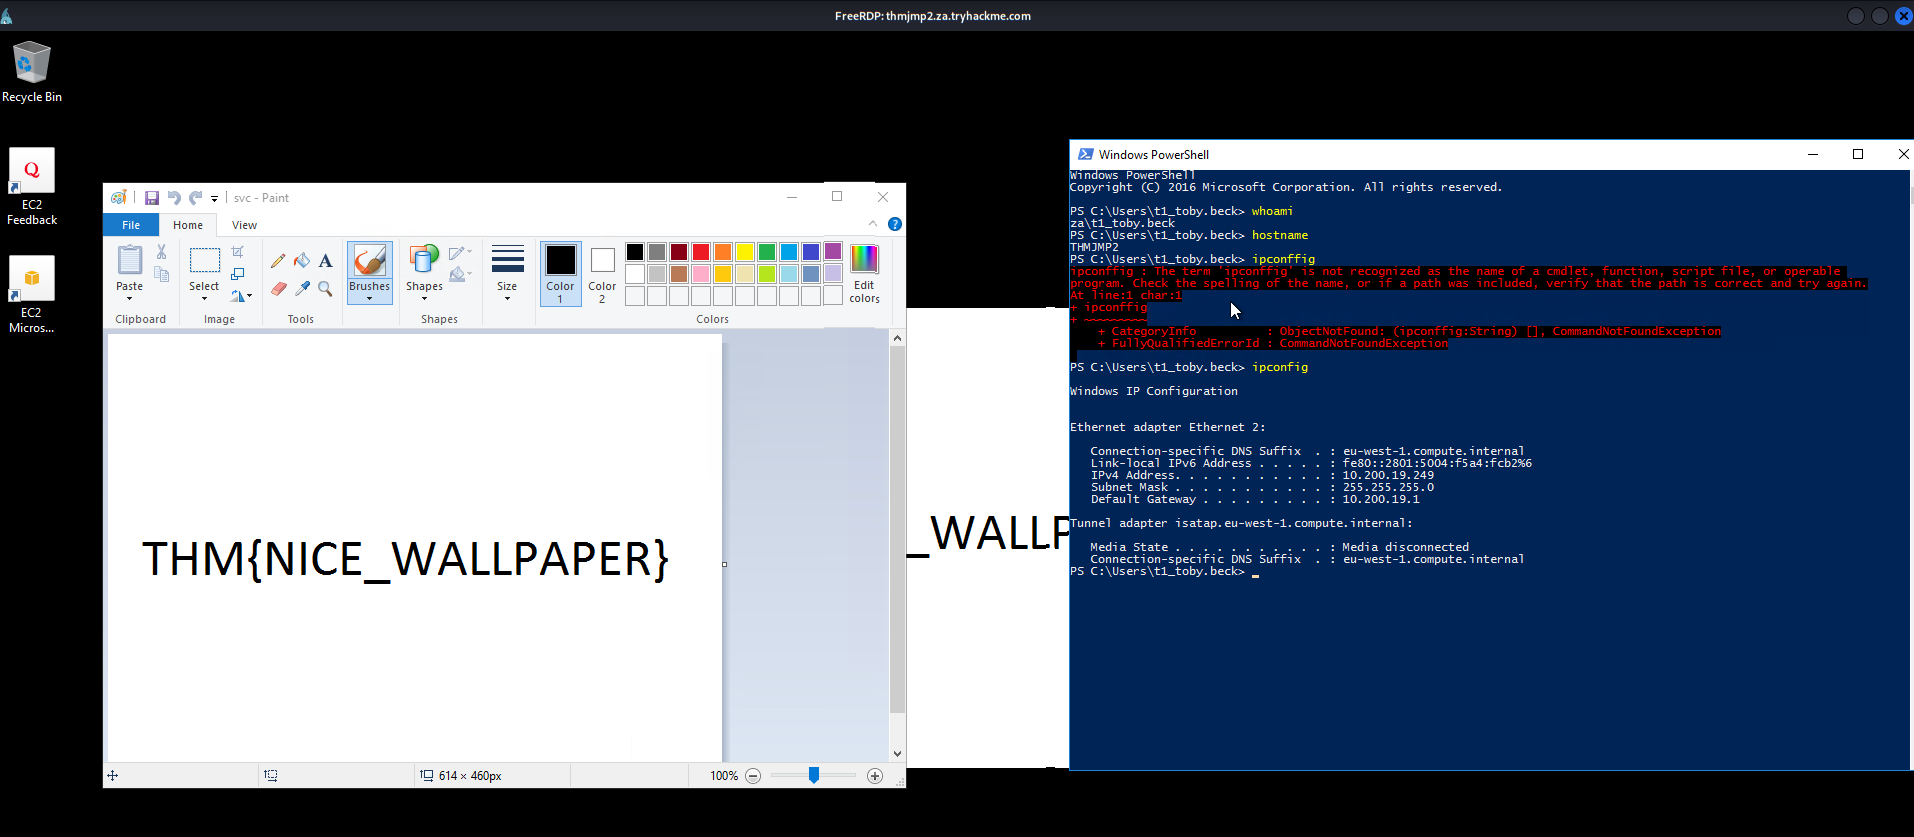 FreeRDP: thmjmp2.za.tryhackme.com
Recycle Bin
EC2
Feedback
EC2
Micros...
svc - Paint
File
Home
View
Paste
Select
Brushes
Shapes
Size
Color
1
Color
2
Edit
colors
Clipboard
Image
Tools
Shapes
Colors
THM{NICE_WALLPAPER}
614 × 460px
100%
_WALLP
Windows PowerShell
Windows PowerShell
Copyright (C) 2016 Microsoft Corporation. All rights reserved.
PS C:\Users\t1_toby.beck> whoami
za\t1_toby.beck
PS C:\Users\t1_toby.beck> hostname
THMJMP2
PS C:\Users\t1_toby.beck> ipconffig
ipconffig : The term 'ipconffig' is not recognized as the name of a cmdlet, function, script file, or operable
program. Check the spelling of the name, or if a path was included, verify that the path is correct and try again.
At line:1 char:1
+ ipconffig
+ ~~~~~~~~~
+ CategoryInfo          : ObjectNotFound: (ipconffig:String) [], CommandNotFoundException
+ FullyQualifiedErrorId : CommandNotFoundException
PS C:\Users\t1_toby.beck> ipconfig
Windows IP Configuration
Ethernet adapter Ethernet 2:
Connection-specific DNS Suffix  . : eu-west-1.compute.internal
Link-local IPv6 Address . . . . . : fe80::2801:5004:f5a4:fcb2%6
IPv4 Address. . . . . . . . . . . : 10.200.19.249
Subnet Mask . . . . . . . . . . . : 255.255.255.0
Default Gateway . . . . . . . . . : 10.200.19.1
Tunnel adapter isatap.eu-west-1.compute.internal:
Media State . . . . . . . . . . . : Media disconnected
Connection-specific DNS Suffix  . : eu-west-1.compute.internal
PS C:\Users\t1_toby.beck> _